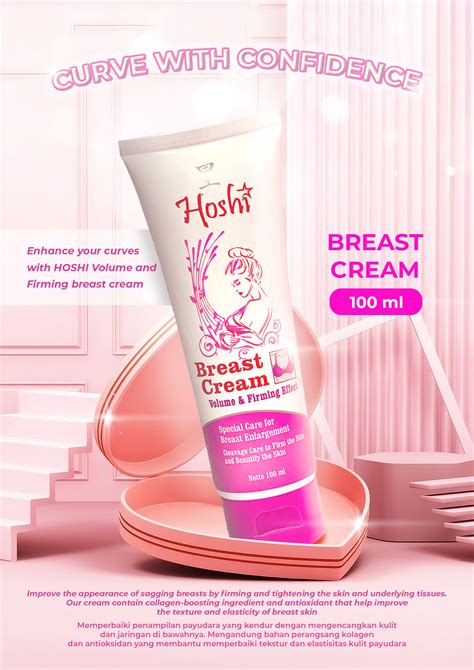 CURVE WITH CONFIDENCE
Hoshi
Enhance your curves
with HOSHI Volume and
Firming breast cream
BREAST
CREAM
100 ml
Breast
Cream
Volume & Firming Effect
Special Care for
Breast Enlargement
Cleavage Care to Firm the Skin
and Beautify the Skin
Netto 100 ml
Improve the appearance of sagging breasts by firming and tightening the skin and underlying tissues.
Our cream contain collagen-boosting ingredient and antioxidant that help improve
the texture and elasticity of breast skin
Memperbaiki penampilan payudara yang kendur dengan mengencangkan kulit
dan jaringan di bawahnya. Mengandung bahan perangsang kolagen
dan antioksidan yang membantu memperbaiki tekstur dan elastisitas kulit payudara